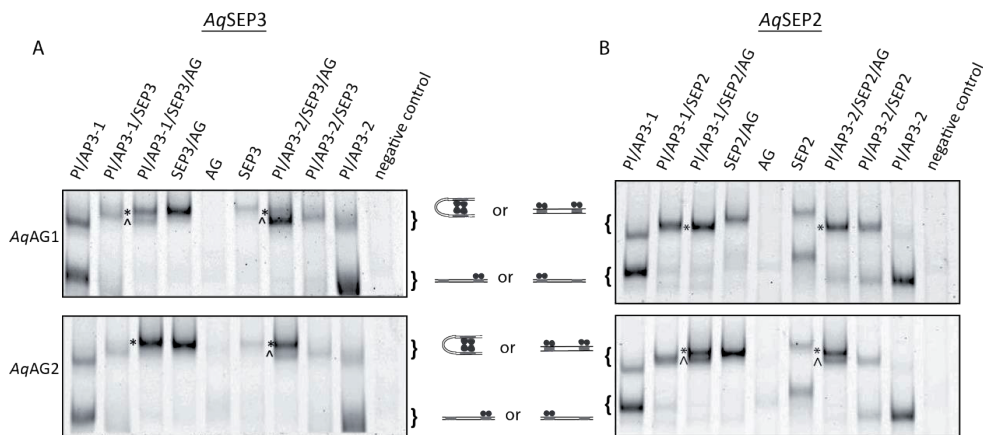 AqSEP3
AqSEP2
A
PI/AP3-1
PI/AP3-1/SEP3
PI/AP3-1/SEP3/AG
SEP3/AG
AG
SEP3
PI/AP3-2/SEP3/AG
PI/AP3-2/SEP3
PI/AP3-2
negative control
B
PI/AP3-1
PI/AP3-1/SEP2
PI/AP3-1/SEP2/AG
SEP2/AG
AG
SEP2
PI/AP3-2/SEP2/AG
PI/AP3-2/SEP2
PI/AP3-2
negative control
AqAG1
* ^ * ^ } or { * *
} or {
AqAG2
* * ^ } or { * ^ * ^
} or {